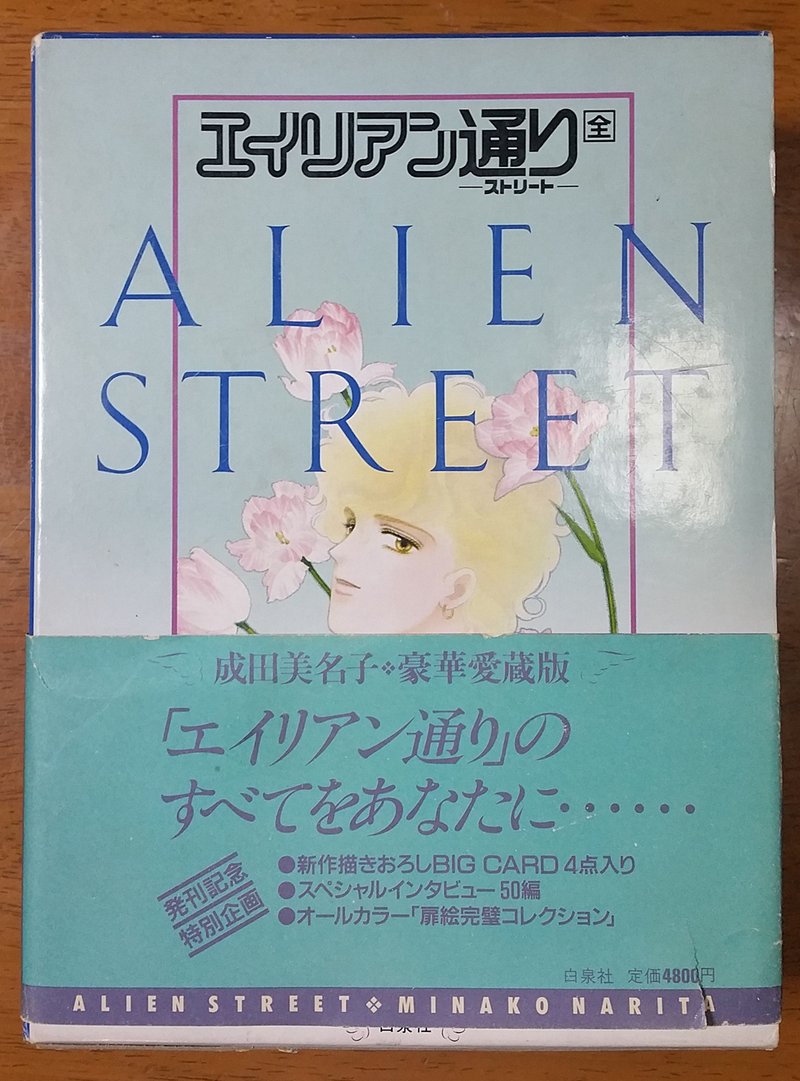 エイリアン通り 全
―ストリート―
ALIEN
STREET
成田美名子❖豪華愛蔵版
「エイリアン通り」の
すべてをあなたに‥‥‥
発刊記念
特別企画
●新作描きおろしBIG CARD 4点入り
●スペシャルインタビュー50編
●オールカラー「扉絵完璧コレクション」
白泉社 定価4800円
ALIEN STREET❖MINAKO NARITA
白泉社